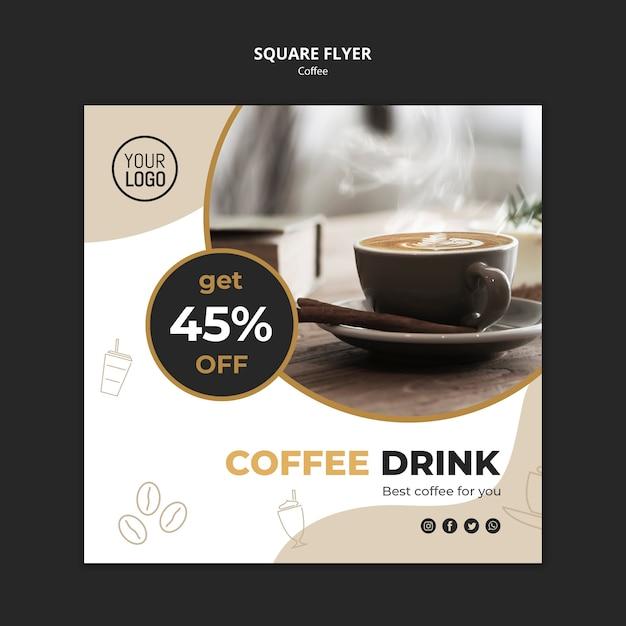 SQUARE FLYER
Coffee
YOUR
LOGO
get
45%
OFF
COFFEE DRINK
Best coffee for you